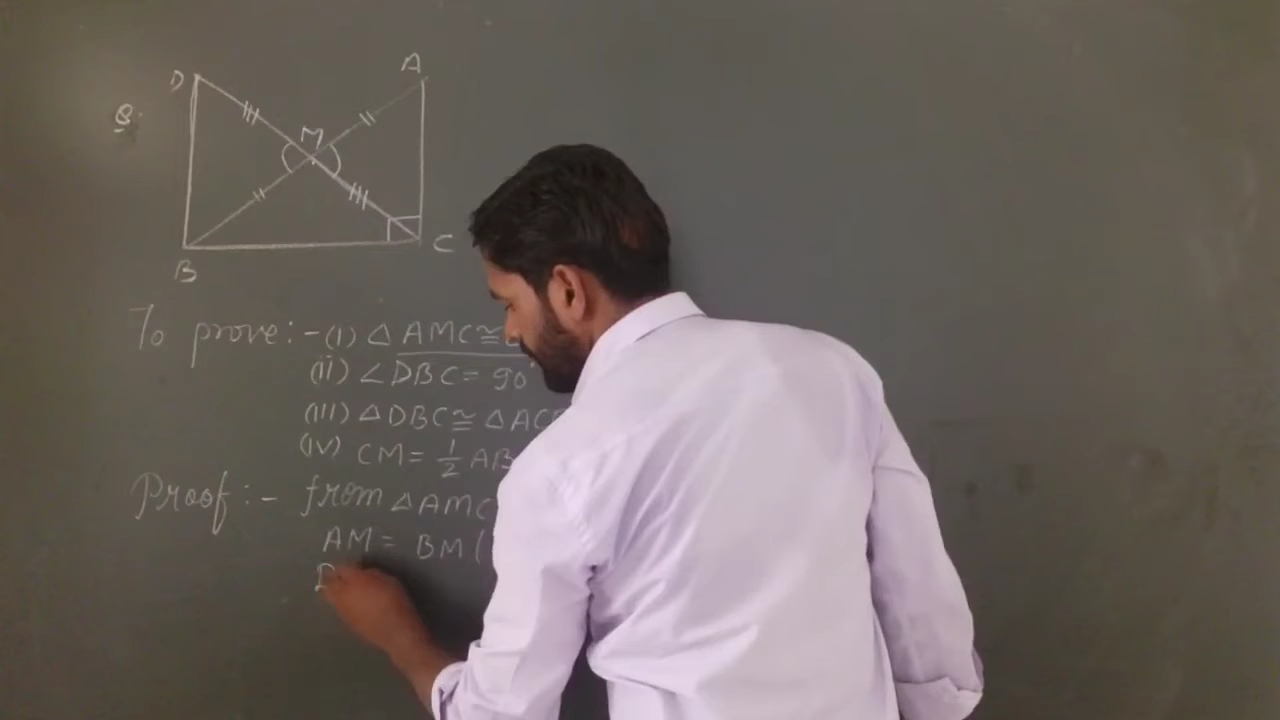 Q.
D
A
M
B
C
To prove:- (i) △ AMC ≅
(ii) ∠DBC = 90°
(iii) △DBC ≅ △AC
(iv) CM = 1/2 AB
Proof :- from △AMC
AM = BM (
D